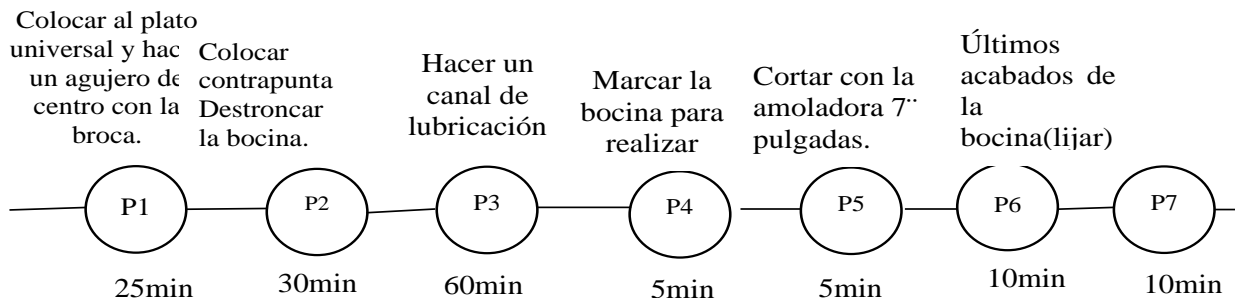 Colocar al plato
universal y hac
un agujero de
centro con la
broca.
Colocar
contrapunta
Destroncar
la bocina.
Hacer un
canal de
lubricación
Marcar la
bocina para
realizar
Cortar con la
amoladora 7¨
pulgadas.
Últimos
acabados de
la
bocina(lijar)
P1
P2
P3
P4
P5
P6
P7
25min
30min
60min
5min
5min
10min
10min